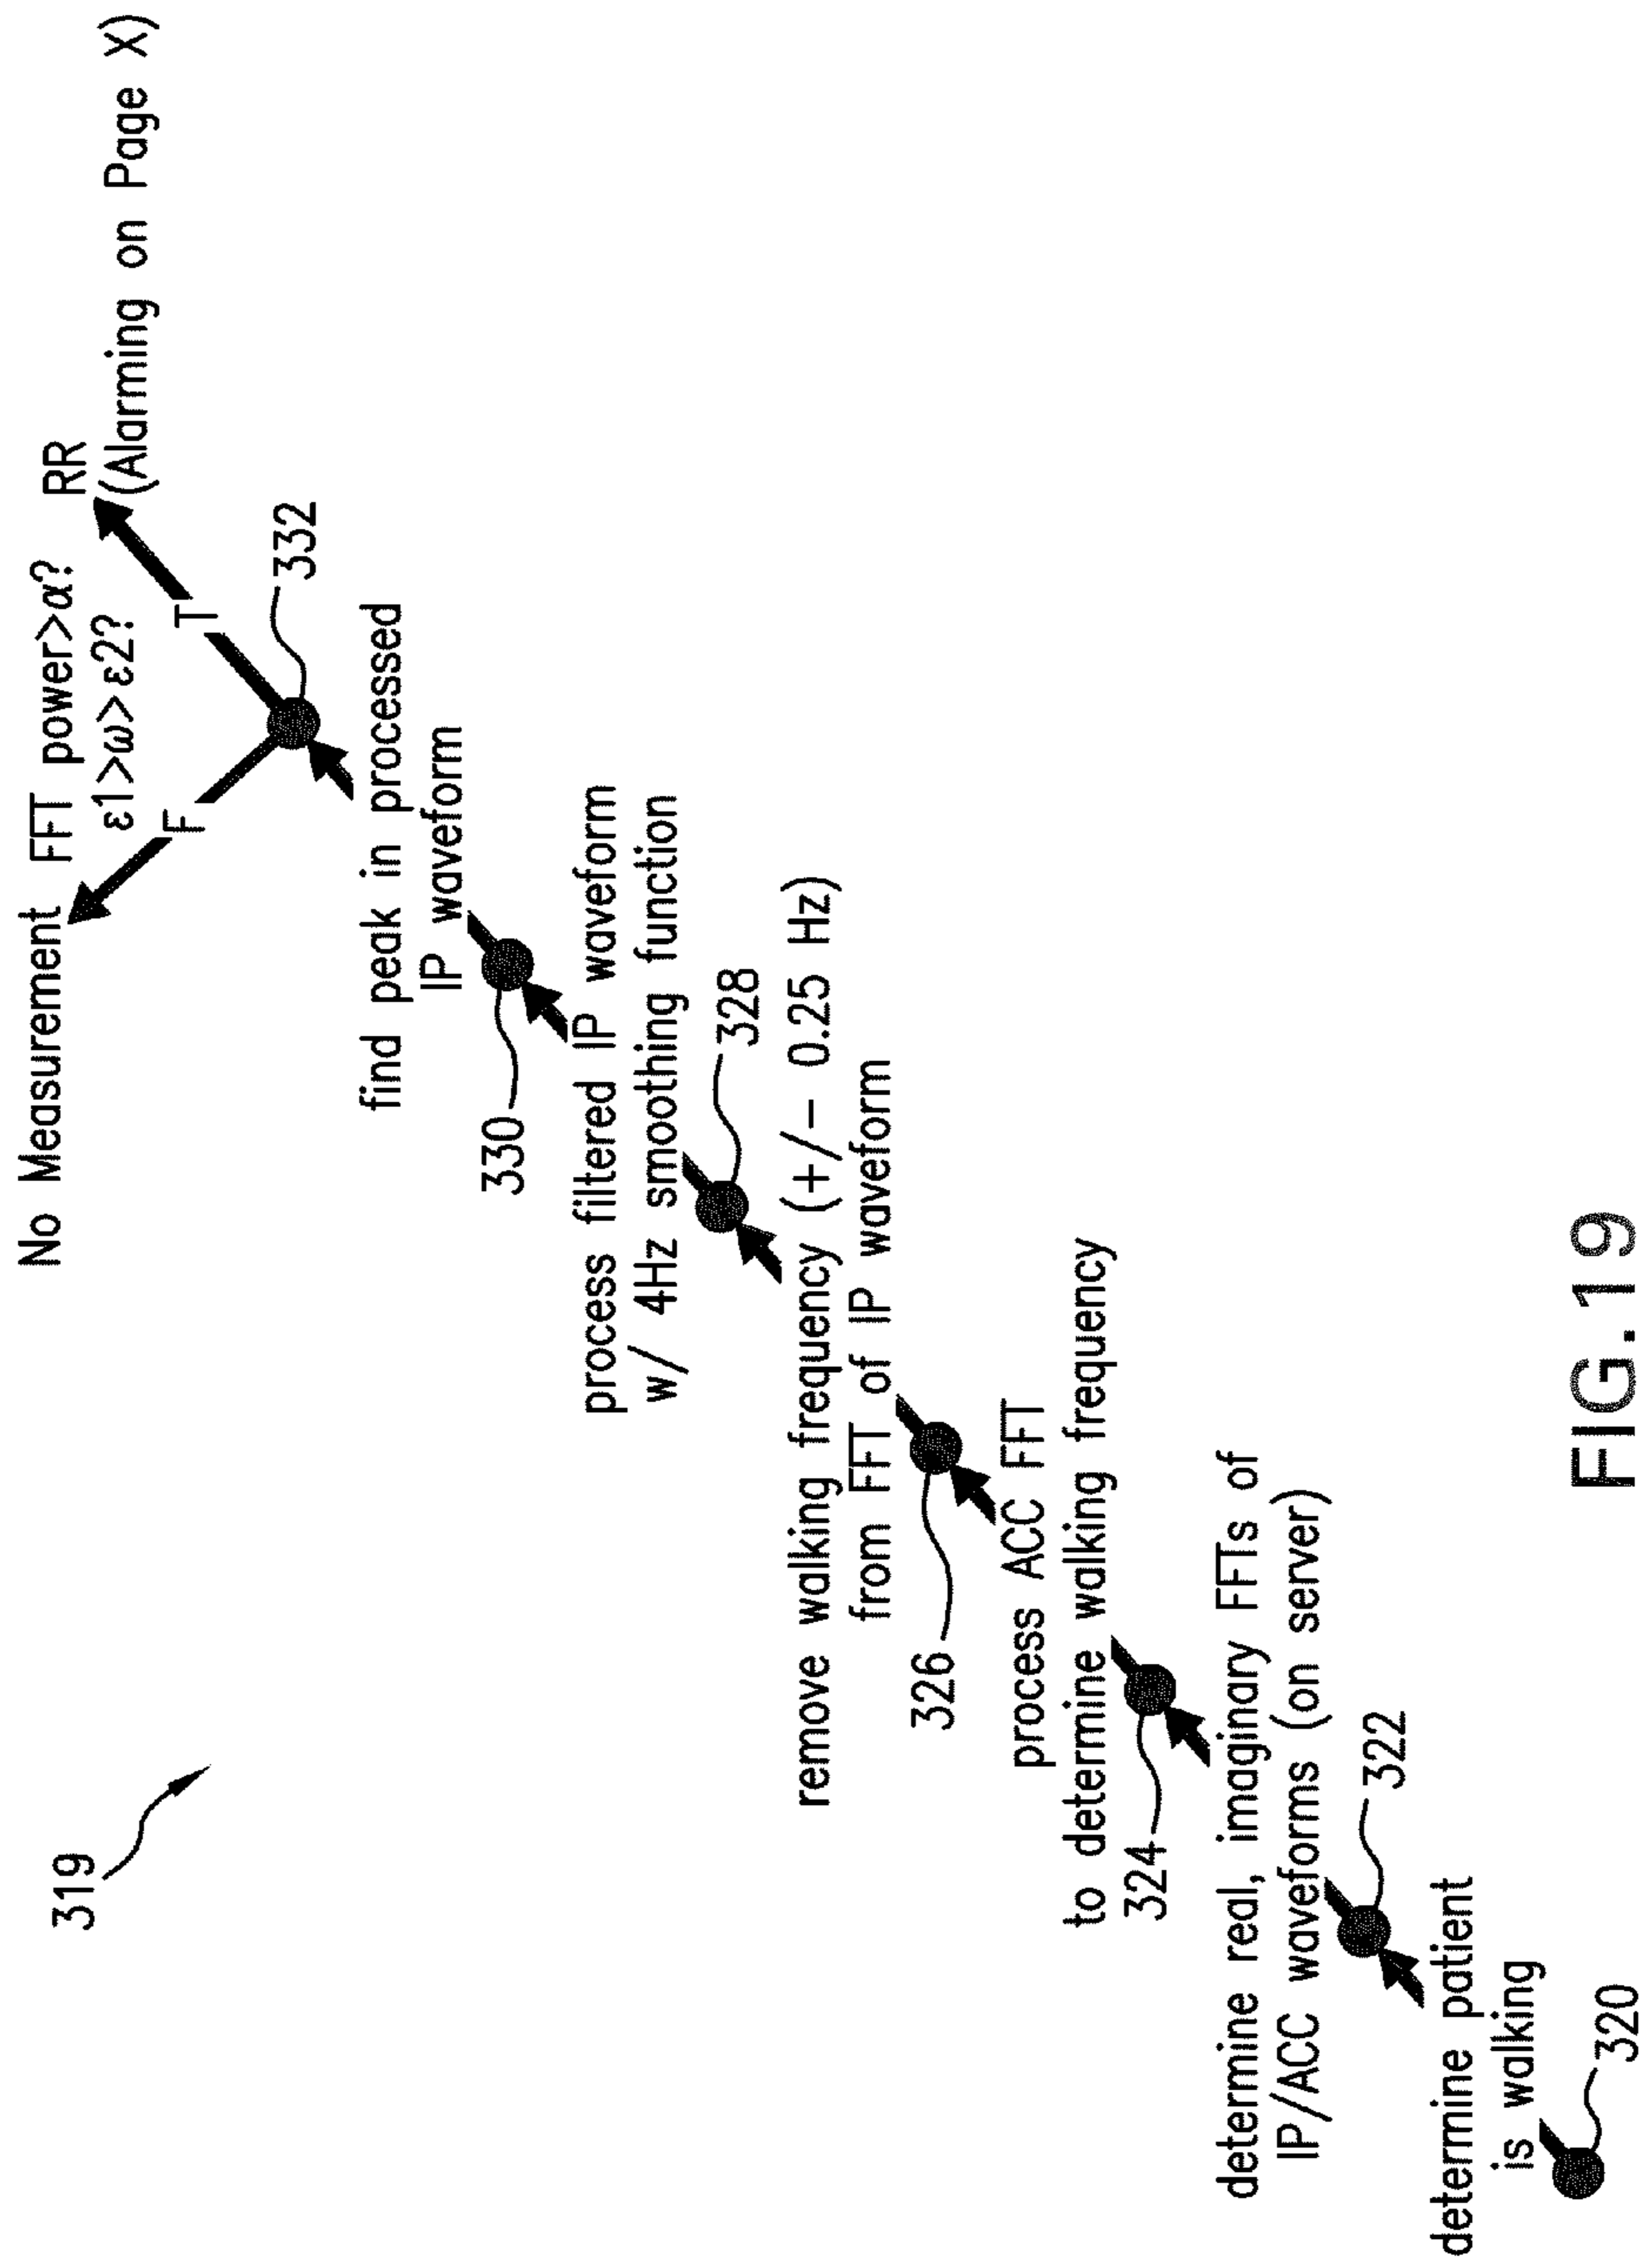 319
No Measurement
FFT power>α?
ε1>ω>ε2?
RR
(Alarming on Page X)
F
T
332
find peak in processed
IP waveform
330
process filtered IP waveform
w/ 4Hz smoothing function
328
remove walking frequency (+/− 0.25 Hz)
from FFT of IP waveform
326
process ACC FFT
to determine walking frequency
324
determine real, imaginary FFTs of
IP/ACC waveforms (on server)
322
determine patient
is walking
320
FIG.19